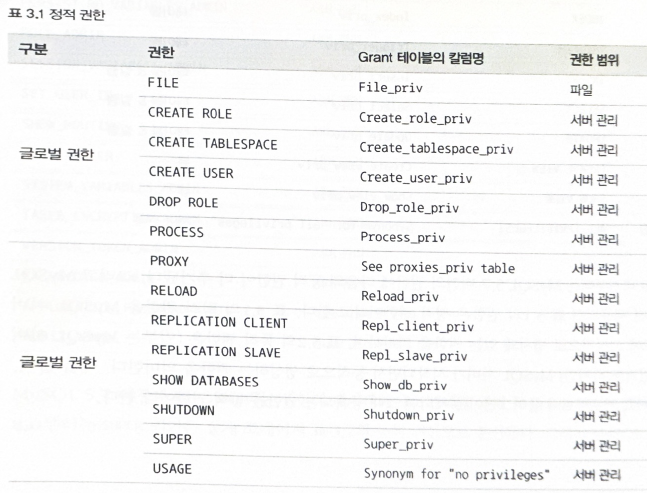 표 3.1 정적 권한
구분 권한 Grant 테이블의 칼럼명 권한 범위
FILE File_priv 파일
CREATE ROLE Create_role_priv 서버 관리
CREATE TABLESPACE Create_tablespace_priv 서버 관리
글로벌 권한
CREATE USER Create_user_priv 서버 관리
DROP ROLE Drop_role_priv 서버 관리
PROCESS Process_priv 서버 관리
PROXY See proxies_priv table 서버 관리
RELOAD Reload_priv 서버 관리
REPLICATION CLIENT Repl_client_priv 서버 관리
REPLICATION SLAVE Repl_slave_priv 서버 관리
글로벌 권한
SHOW DATABASES Show_db_priv 서버 관리
SHUTDOWN Shutdown_priv 서버 관리
SUPER Super_priv 서버 관리
USAGE Synonym for "no privileges" 서버 관리